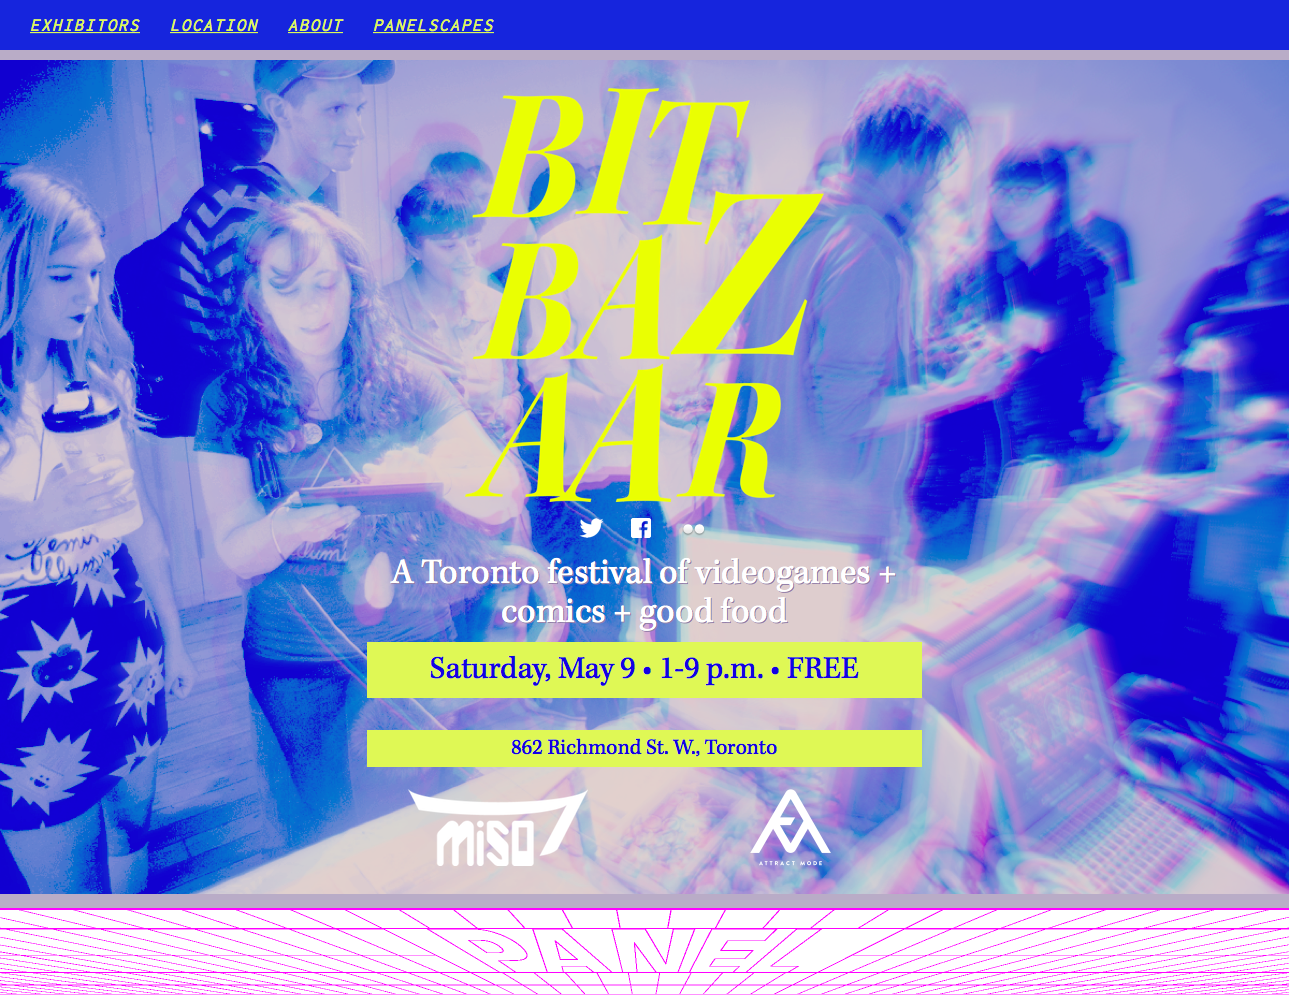 EXHIBITORS LOCATION ABOUT PANELSCAPES
BIT
BAZ
AAR
A Toronto festival of videogames +
comics + good food
Saturday, May 9 • 1-9 p.m. • FREE
862 Richmond St. W., Toronto
MiSO
ATTRACT MODE
PANEL